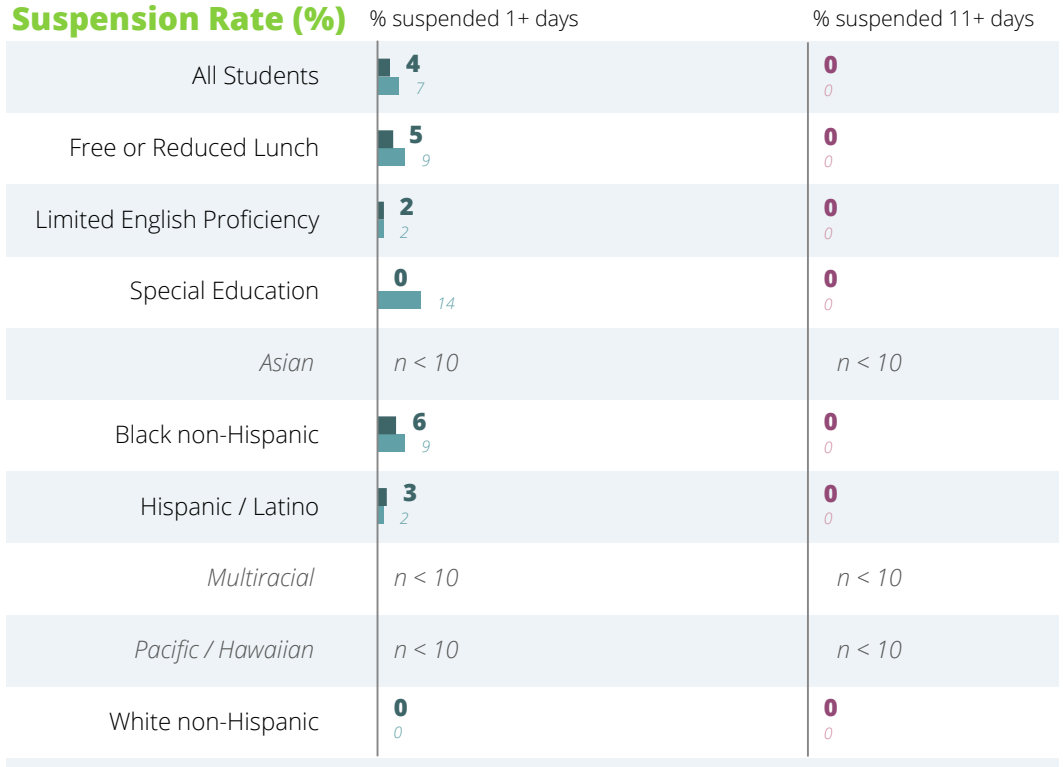 Suspension Rate (%) % suspended 1+ days % suspended 11+ days
All Students 4 0
7 0
Free or Reduced Lunch 5 0
9 0
Limited English Proficiency 2 0
2 0
Special Education 0 0
14 0
Asian n < 10 n < 10
Black non-Hispanic 6 0
9 0
Hispanic / Latino 3 0
2 0
Multiracial n < 10 n < 10
Pacific / Hawaiian n < 10 n < 10
White non-Hispanic 0 0
0 0